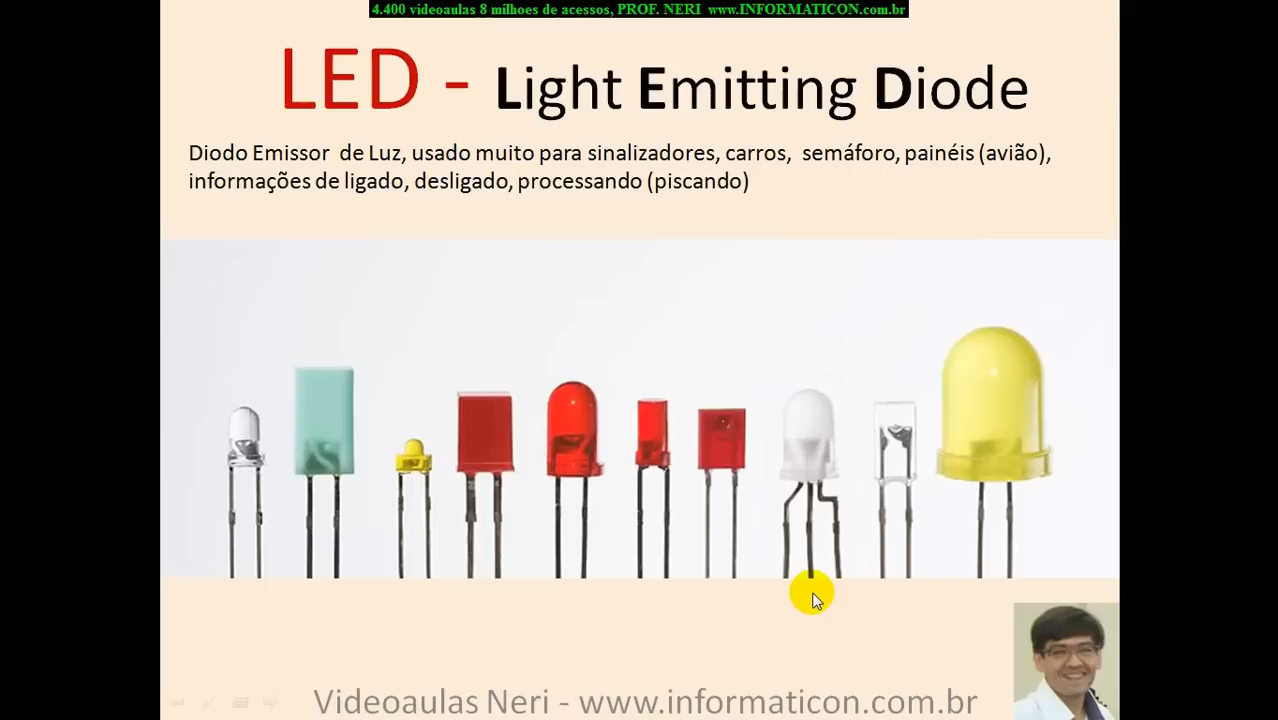 4.400 videoaulas 8 milhoes de acessos, PROF. NERI www.INFORMATICON.com.br
LED - Light Emitting Diode
Diodo Emissor de Luz, usado muito para sinalizadores, carros, semáforo, painéis (avião),
informações de ligado, desligado, processando (piscando)
Videoaulas Neri - www.informaticon.com.br